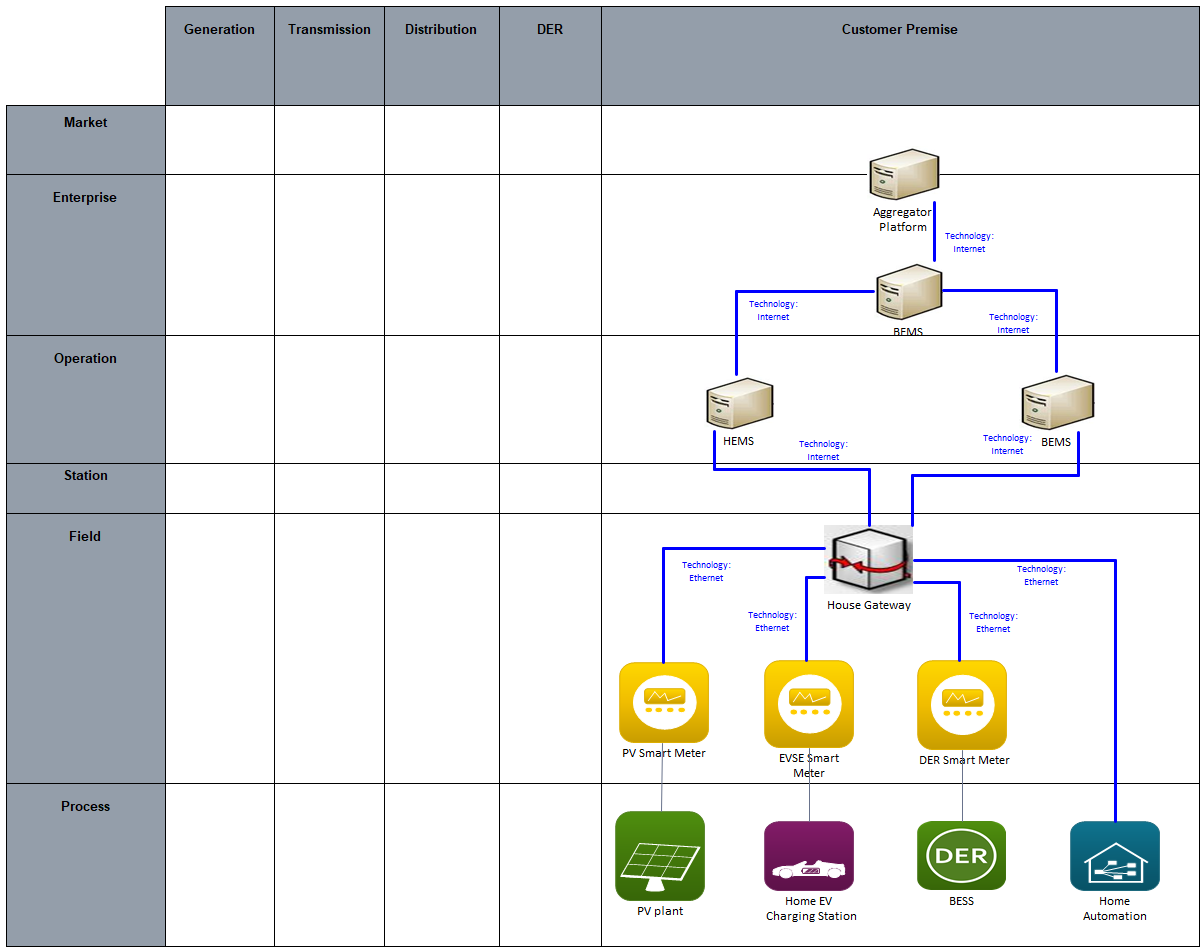 Generation
Transmission
Distribution
DER
Customer Premise
Market
Enterprise
Aggregator
Platform
Technology:
Internet
BEMS
Technology:
Internet
Technology:
Internet
Operation
HEMS
BEMS
Technology:
Internet
Technology:
Internet
Station
Field
House Gateway
Technology:
Ethernet
Technology:
Ethernet
Technology:
Ethernet
Technology:
Ethernet
PV Smart Meter
EVSE Smart
Meter
DER Smart Meter
Process
PV plant
Home EV
Charging Station
DER
BESS
Home
Automation